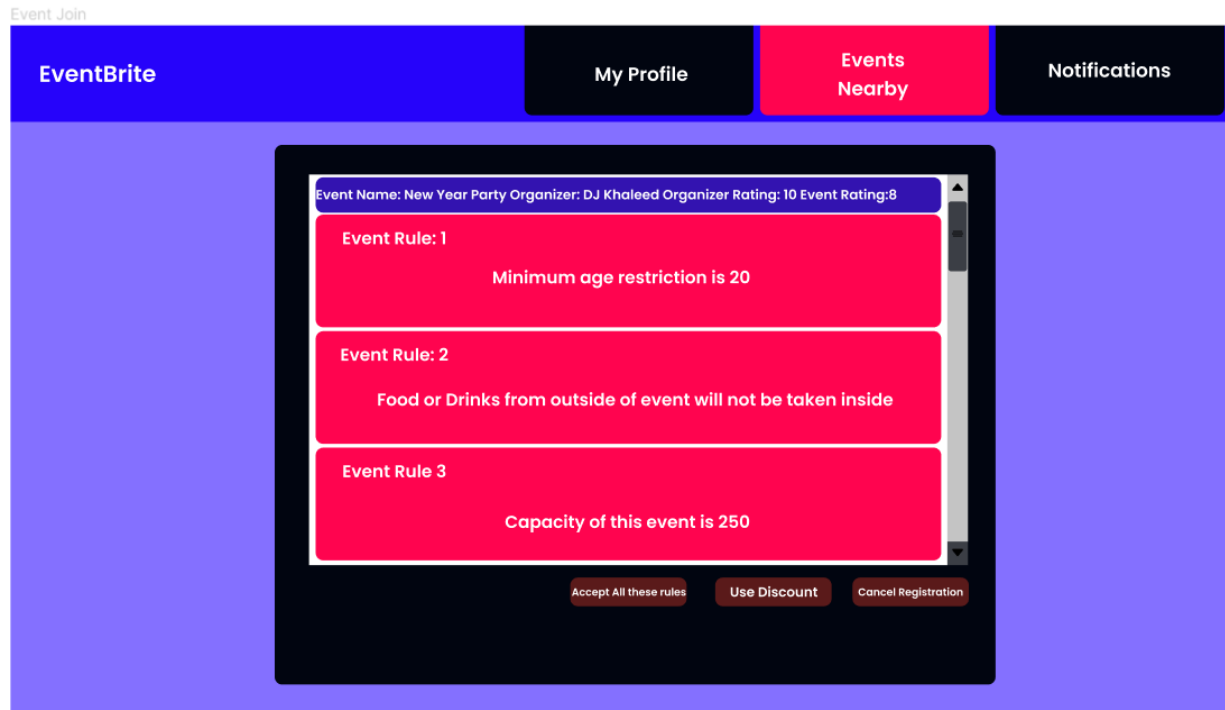 Event Join
EventBrite
My Profile
Events
Nearby
Notifications
Event Name: New Year Party Organizer: DJ Khaleed Organizer Rating: 10 Event Rating:8
Event Rule: 1
Minimum age restriction is 20
Event Rule: 2
Food or Drinks from outside of event will not be taken inside
Event Rule 3
Capacity of this event is 250
Accept All these rules
Use Discount
Cancel Registration